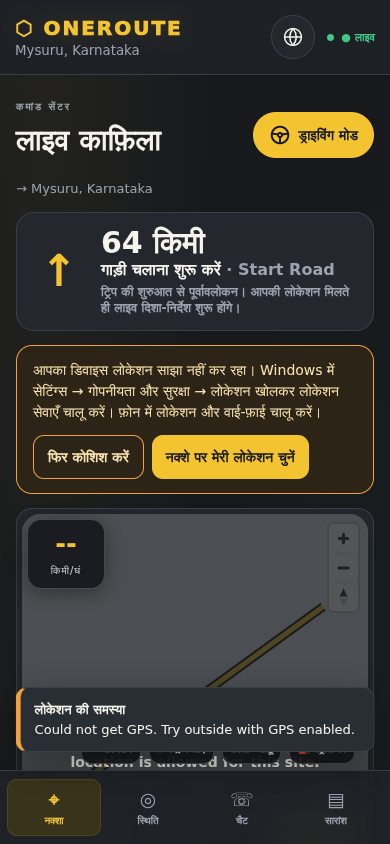 ONEROUTE
Mysuru, Karnataka
लाइव
कमांड सेंटर
लाइव काफ़िला
ड्राइविंग मोड
→ Mysuru, Karnataka
64 किमी
गाड़ी चलाना शुरू करें · Start Road
ट्रिप की शुरुआत से पूर्वावलोकन। आपकी लोकेशन मिलते
ही लाइव दिशा-निर्देश शुरू होंगे।
आपका डिवाइस लोकेशन साझा नहीं कर रहा। Windows में
सेटिंग्स → गोपनीयता और सुरक्षा → लोकेशन खोलकर लोकेशन
सेवाएँ चालू करें। फ़ोन में लोकेशन और वाई-फ़ाई चालू करें।
फिर कोशिश करें
नक्शे पर मेरी लोकेशन चुनें
--
किमी/घं
लोकेशन की समस्या
Could not get GPS. Try outside with GPS enabled.
location is allowed for this site.
नक्शा
स्थिति
चैट
सारांश